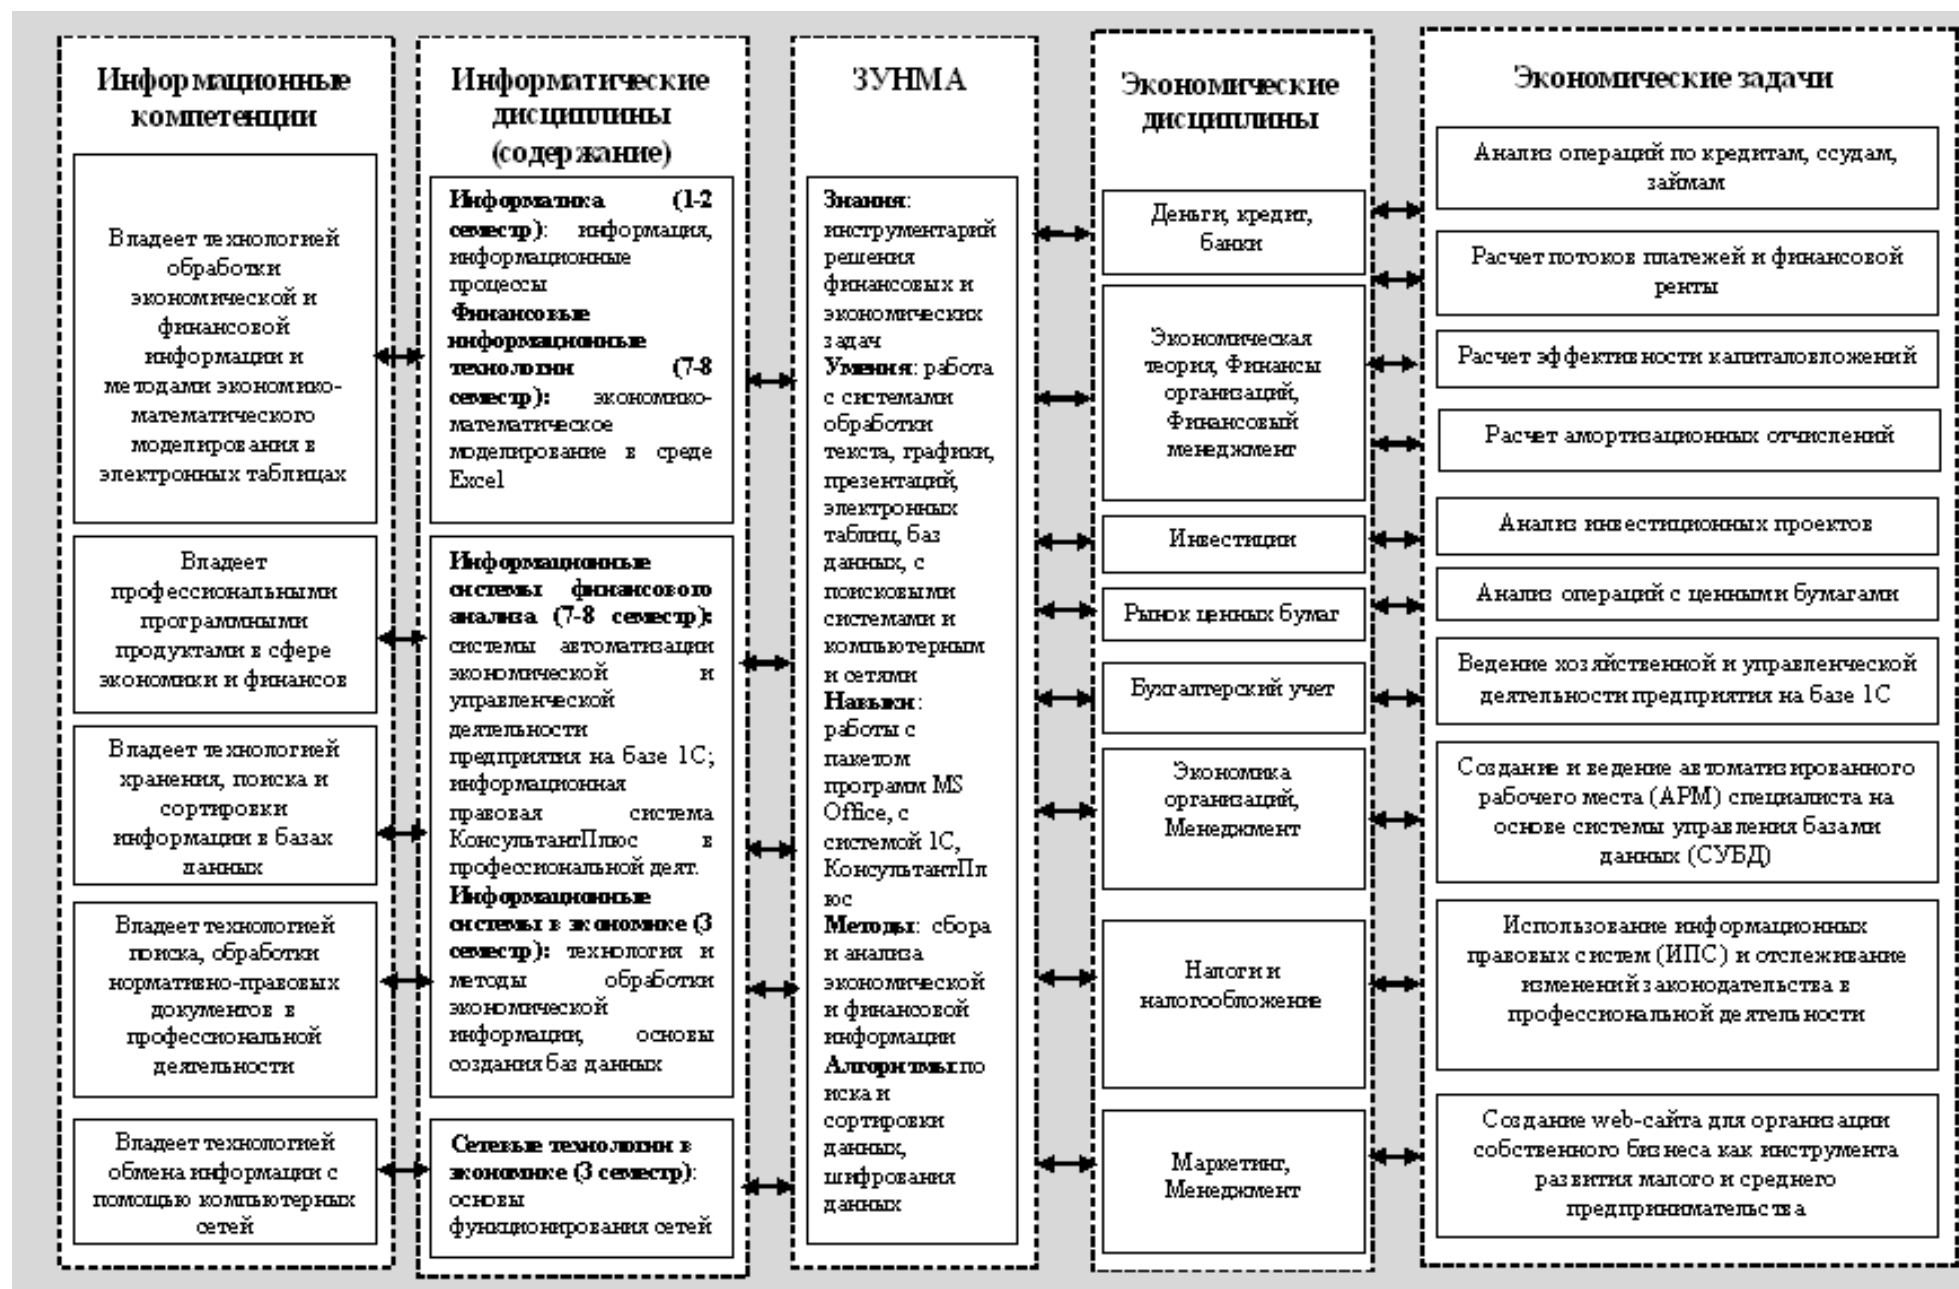 Информационные
компетенции
Владеет технологией
обработки
экономической и
финансовой
информации и
методами экономико-
математического
моделирования в
электронных таблицах
Владеет
профессиональными
программными
продуктами в сфере
экономики и финансов
Владеет технологией
хранения, поиска и
сортировки
информации в базах
данных
Владеет технологией
поиска, обработки
нормативно-правовых
документов в
профессиональной
деятельности
Владеет технологией
обмена информации с
помощью компьютерных
сетей
Информатические
дисциплины
(содержание)
Информатика (1-2
семестр): информация,
информационные
процессы
Финансовые
информационные
технологии (7-8
семестр): экономико-
математическое
моделирование в среде
Excel
Информационные
системы финансового
анализа (7-8 семестр):
системы автоматизации
экономической и
управленческой
деятельности
предприятия на базе 1С;
информационная
правовая система
КонсультантПлюс в
профессиональной деят.
Информационные
системы в экономике (3
семестр): технология и
методы обработки
экономической
информации, основы
создания баз данных
Сетевые технологии в
экономике (3 семестр):
основы
функционирования сетей
ЗУНМА
Знания:
инструментарий
решения
финансовых и
экономических
задач
Умения: работа
с системами
обработки
текста, графики,
презентаций,
электронных
таблиц, баз
данных, с
поисковыми
системами и
компьютерным
и сетями
Навыки:
работы с
пакетом
программ MS
Office, с
системой 1С,
КонсультантПл
юс
Методы: сбора
и анализа
экономической
и финансовой
информации
Алгоритмы:по
иска и
сортировки
данных,
шифрования
данных
Экономические
дисциплины
Деньги, кредит,
банки
Экономическая
теория, Финансы
организаций,
Финансовый
менеджмент
Инвестиции
Рынок ценных бумаг
Бухгалтерский учет
Экономика
организаций,
Менеджмент
Налоги и
налогообложение
Маркетинг,
Менеджмент
Экономические задачи
Анализ операций по кредитам, ссудам,
займам
Расчет потоков платежей и финансовой
ренты
Расчет эффективности капиталовложений
Расчет амортизационных отчислений
Анализ инвестиционных проектов
Анализ операций с ценными бумагами
Ведение хозяйственной и управленческой
деятельности предприятия на базе 1С
Создание и ведение автоматизированного
рабочего места (АРМ) специалиста на
основе системы управления базами
данных (СУБД)
Использование информационных
правовых систем (ИПС) и отслеживание
изменений законодательства в
профессиональной деятельности
Создание web-сайта для организации
собственного бизнеса как инструмента
развития малого и среднего
предпринимательства